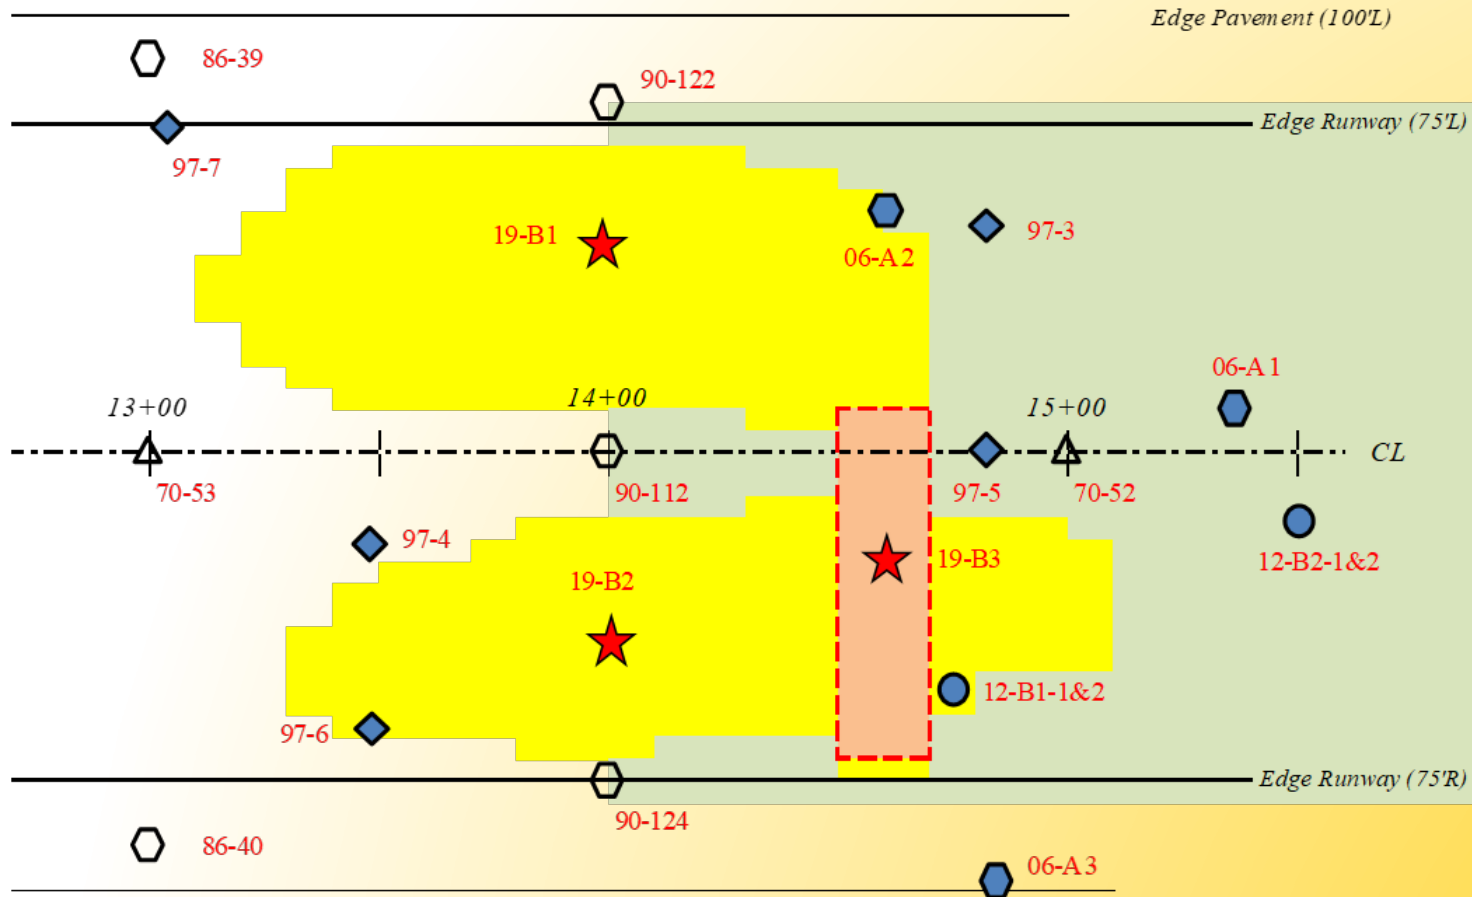 Edge Pavement (100'L)
86-39
90-122
Edge Runway (75'L)
97-7
19-B1
97-3
06-A2
06-A1
13+00
14+00
15+00
CL
70-53
90-112
97-5
70-52
97-4
12-B2-1&2
19-B3
19-B2
12-B1-1&2
97-6
Edge Runway (75'R)
90-124
86-40
06-A3